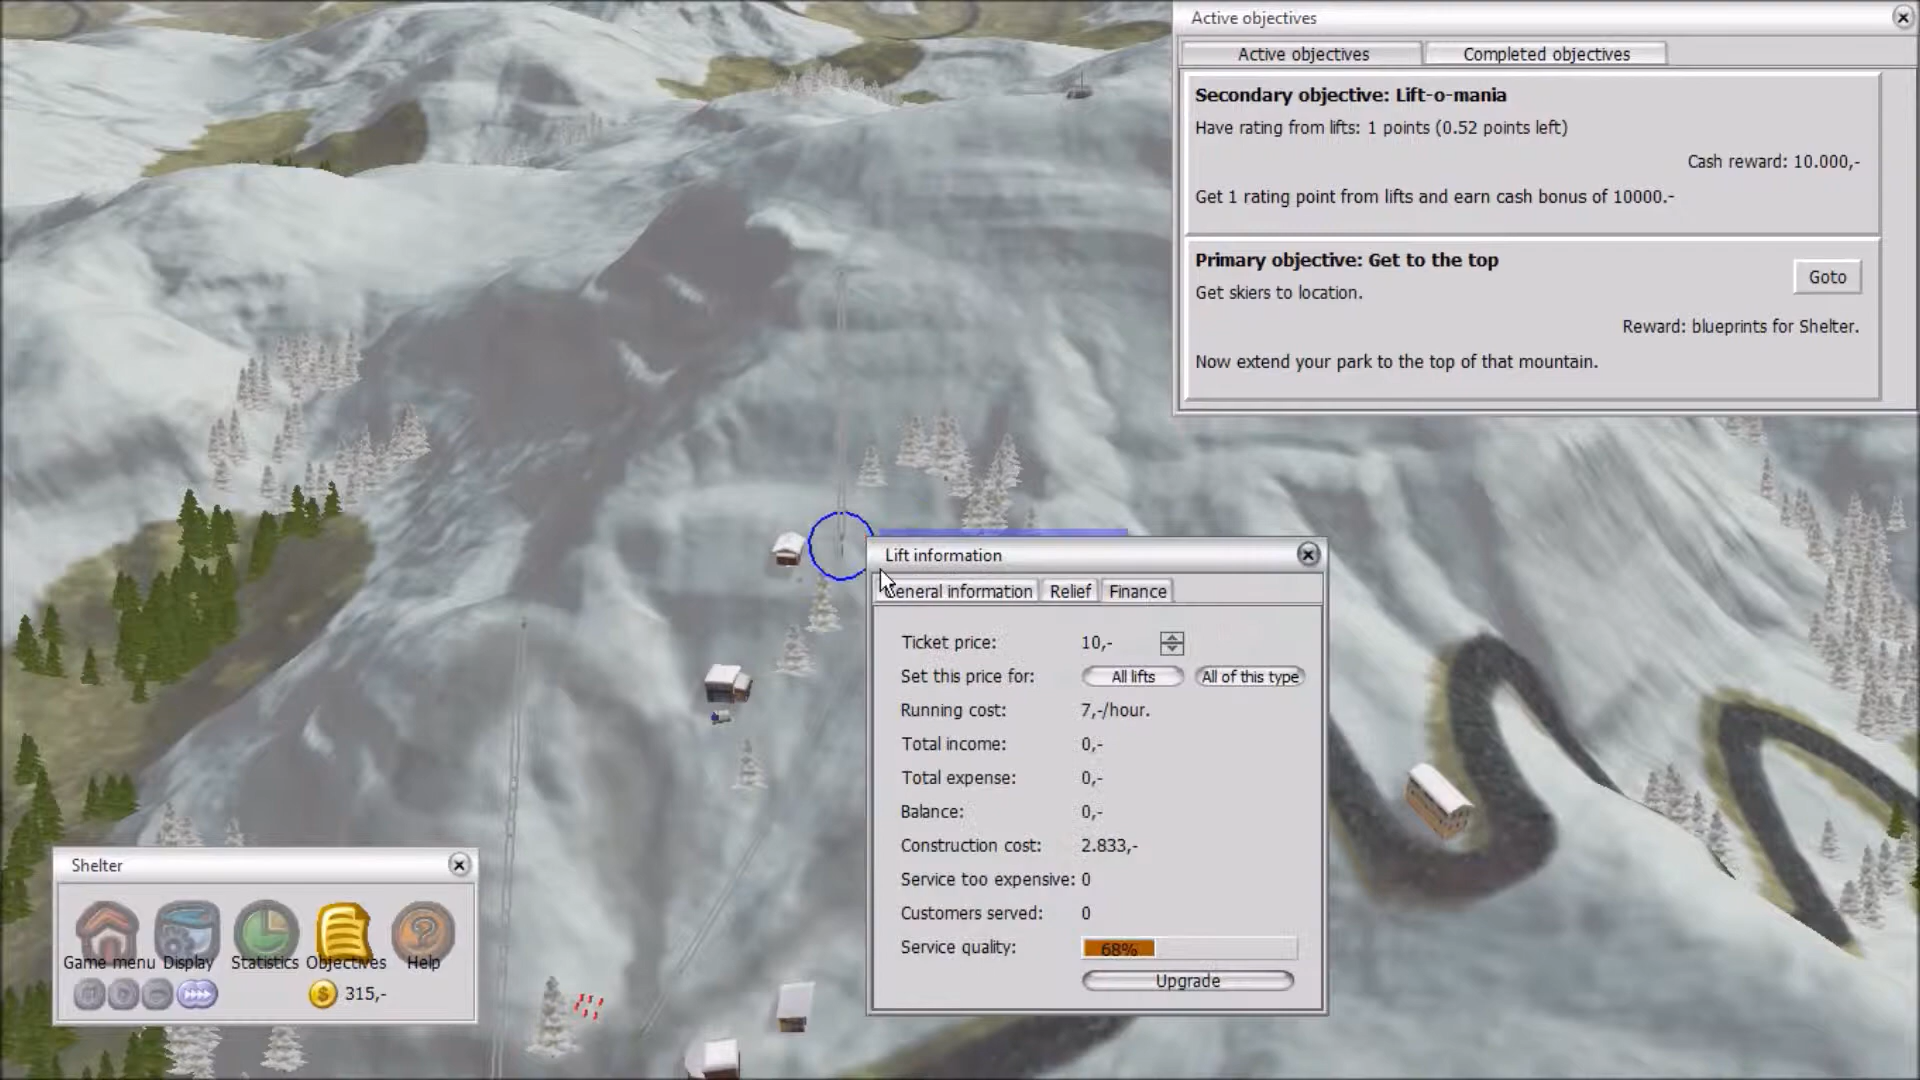 Active objectives
Active objectives Completed objectives
Secondary objective: Lift-o-mania
Have rating from lifts: 1 points (0.52 points left)
Cash reward: 10.000,-
Get 1 rating point from lifts and earn cash bonus of 10000.-
Primary objective: Get to the top
Goto
Get skiers to location.
Reward: blueprints for Shelter.
Now extend your park to the top of that mountain.
Lift information
General information Relief Finance
Ticket price: 10,-
Set this price for: All lifts All of this type
Running cost: 7,-/hour.
Total income: 0,-
Total expense: 0,-
Balance: 0,-
Construction cost: 2.833,-
Service too expensive: 0
Customers served: 0
Service quality: 68%
Upgrade
Shelter
Game menu Display Statistics Objectives Help
$ 315,-